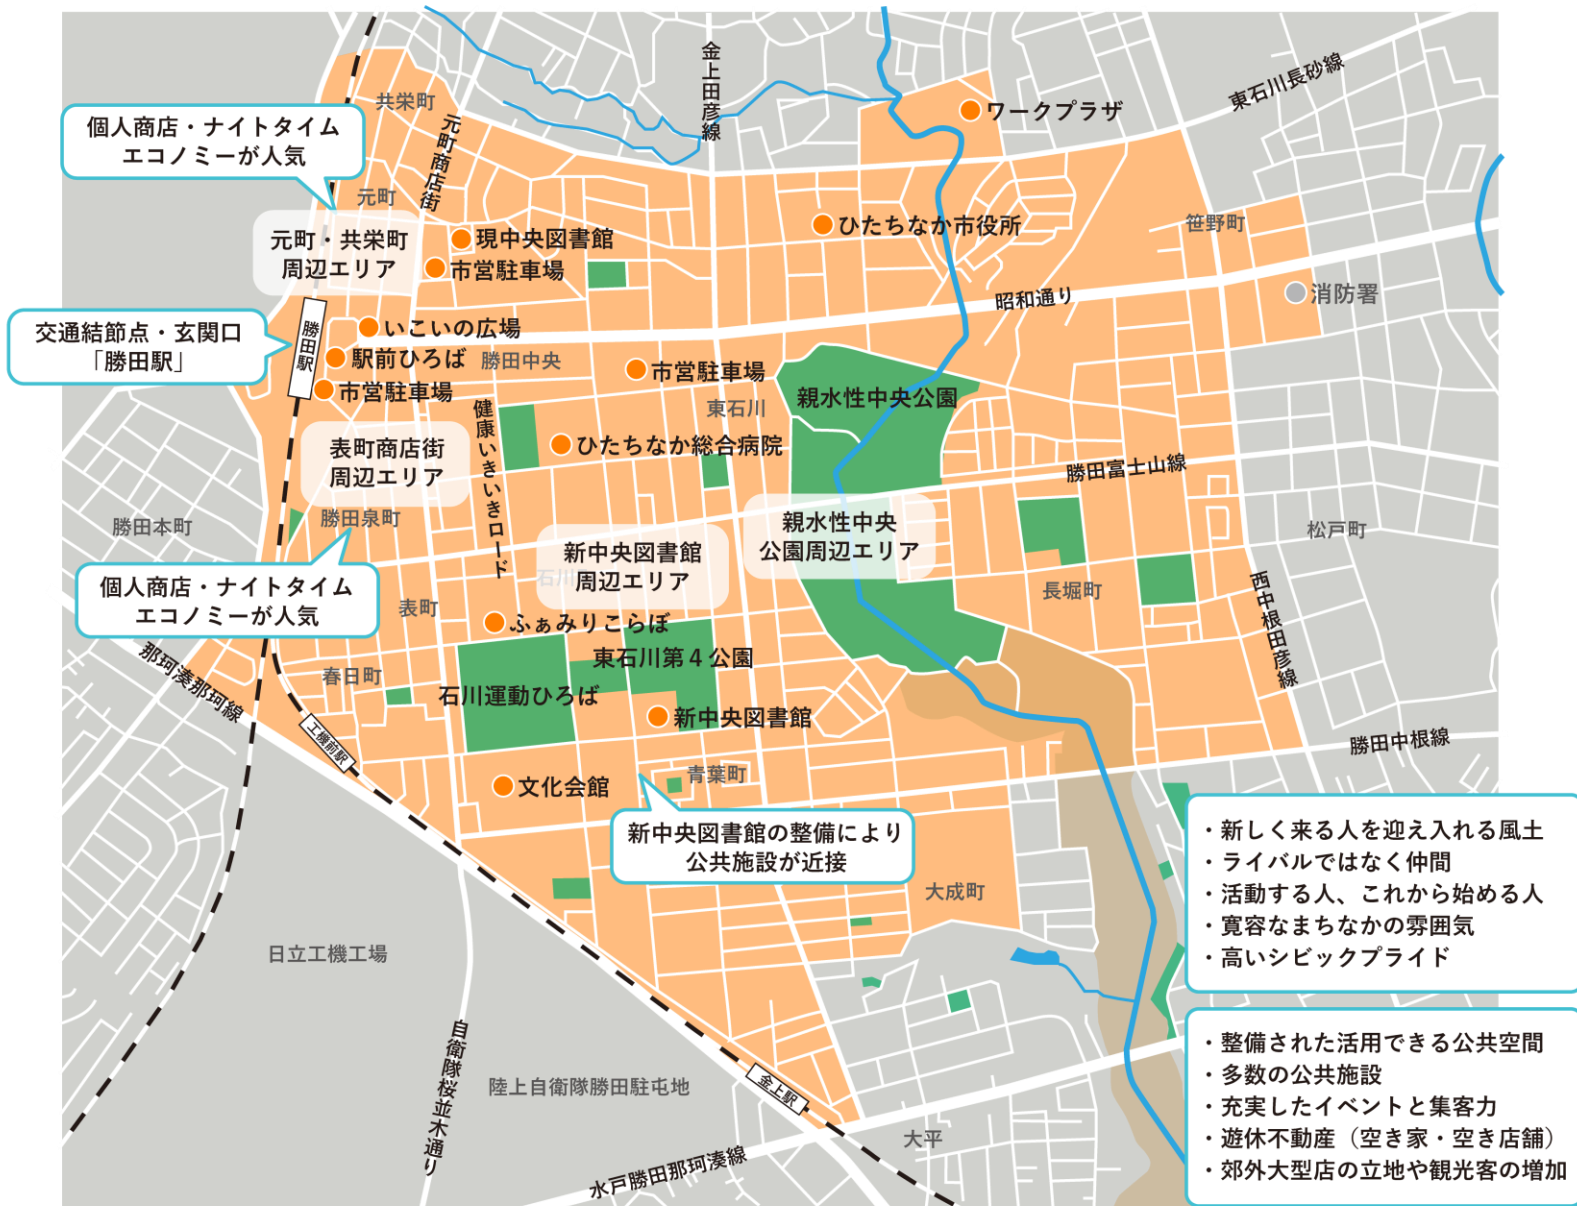 金上田彦線
東石川長砂線
共栄町
ワークプラザ
個人商店・ナイトタイム
エコノミーが人気
元町商店街
元町
笹野町
ひたちなか市役所
元町・共栄町
周辺エリア
現中央図書館
市営駐車場
昭和通り
消防署
交通結節点・玄関口
「勝田駅」
勝田駅
いこいの広場
駅前ひろば
勝田中央
市営駐車場
市営駐車場
東石川
親水性中央公園
健康いきいきロード
表町商店街
周辺エリア
ひたちなか総合病院
勝田富士山線
勝田本町
勝田泉町
親水性中央
公園周辺エリア
松戸町
新中央図書館
周辺エリア
石川
個人商店・ナイトタイム
エコノミーが人気
表町
長堀町
西中根田彦線
ふぁみりこらぼ
東石川第4公園
那珂湊那珂線
春日町
石川運動ひろば
新中央図書館
工機前駅
勝田中根線
青葉町
文化会館
新中央図書館の整備により
公共施設が近接
大成町
・新しく来る人を迎え入れる風土
・ライバルではなく仲間
・活動する人、これから始める人
・寛容なまちなかの雰囲気
・高いシビックプライド
日立工機工場
自衛隊桜並木通り
陸上自衛隊勝田駐屯地
金上駅
大平
水戸勝田那珂湊線
・整備された活用できる公共空間
・多数の公共施設
・充実したイベントと集客力
・遊休不動産（空き家・空き店舗）
・郊外大型店の立地や観光客の増加